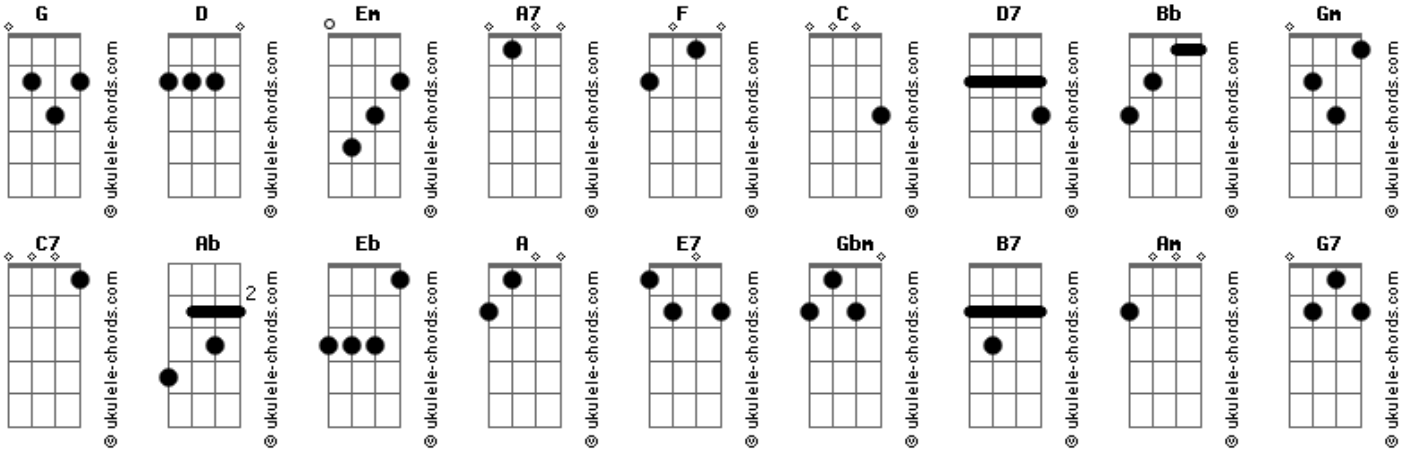 G D Em A7 F C D7 Bb Gm
© ukulele-chords.com © ukulele-chords.com © ukulele-chords.com © ukulele-chords.com © ukulele-chords.com © ukulele-chords.com © ukulele-chords.com © ukulele-chords.com © ukulele-chords.com
C7 Ab Eb A E7 Gbm B7 Am G7
2
© ukulele-chords.com © ukulele-chords.com © ukulele-chords.com © ukulele-chords.com © ukulele-chords.com © ukulele-chords.com © ukulele-chords.com © ukulele-chords.com © ukulele-chords.com